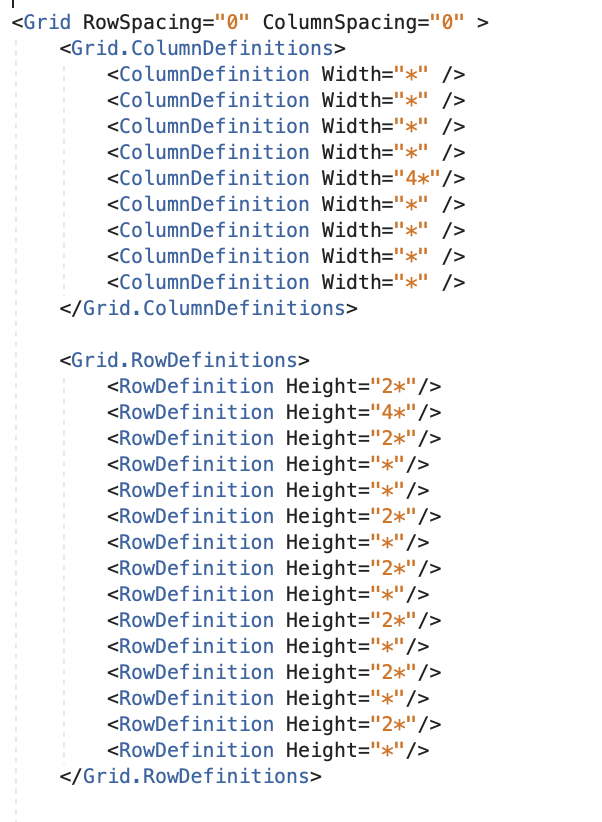 <Grid RowSpacing="0" ColumnSpacing="0" >
    <Grid.ColumnDefinitions>
        <ColumnDefinition Width="*" />
        <ColumnDefinition Width="*" />
        <ColumnDefinition Width="*" />
        <ColumnDefinition Width="*" />
        <ColumnDefinition Width="4*"/>
        <ColumnDefinition Width="*" />
        <ColumnDefinition Width="*" />
        <ColumnDefinition Width="*" />
        <ColumnDefinition Width="*" />
    </Grid.ColumnDefinitions>

    <Grid.RowDefinitions>
        <RowDefinition Height="2*"/>
        <RowDefinition Height="4*"/>
        <RowDefinition Height="2*"/>
        <RowDefinition Height="*"/>
        <RowDefinition Height="*"/>
        <RowDefinition Height="2*"/>
        <RowDefinition Height="*"/>
        <RowDefinition Height="2*"/>
        <RowDefinition Height="*"/>
        <RowDefinition Height="2*"/>
        <RowDefinition Height="*"/>
        <RowDefinition Height="2*"/>
        <RowDefinition Height="*"/>
        <RowDefinition Height="2*"/>
        <RowDefinition Height="*"/>
    </Grid.RowDefinitions>